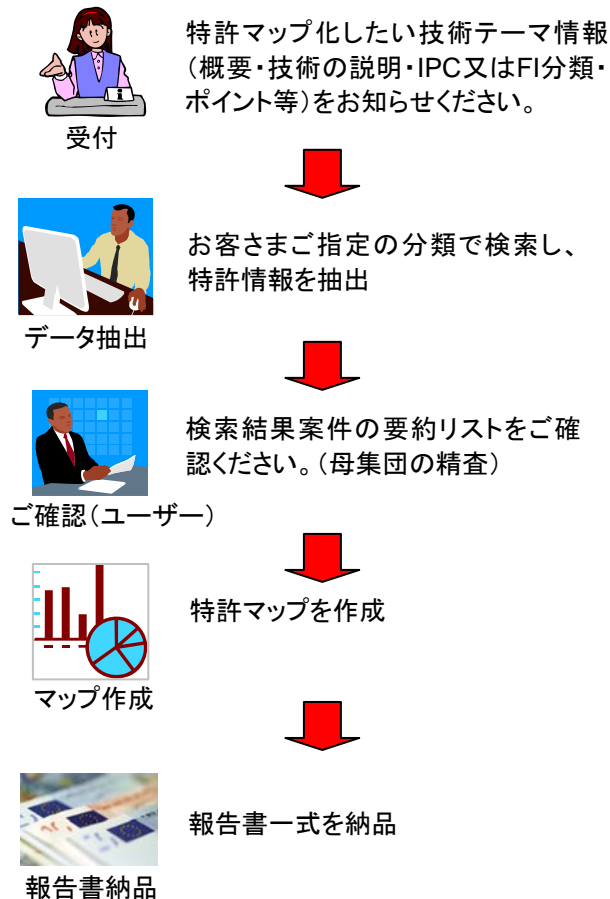 特許マップ化したい技術テーマ情報
（概要・技術の説明・IPC又はFI分類・
ポイント等）をお知らせください。
受付
お客さまご指定の分類で検索し、
特許情報を抽出
データ抽出
検索結果案件の要約リストをご確
認ください。（母集団の精査）
ご確認（ユーザー）
特許マップを作成
マップ作成
報告書一式を納品
報告書納品